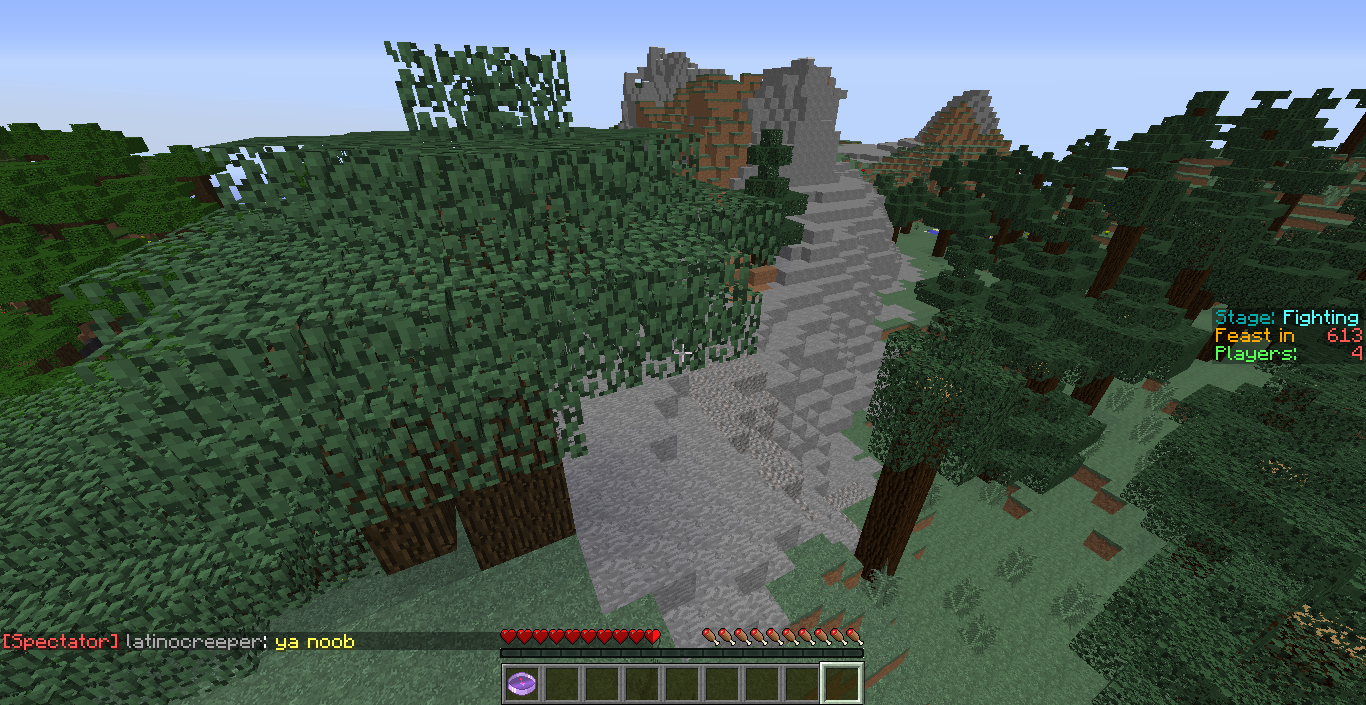 Stage: Fighting
Feast in 613
Players: 4
[Spectator] latinocreeper: ya noob